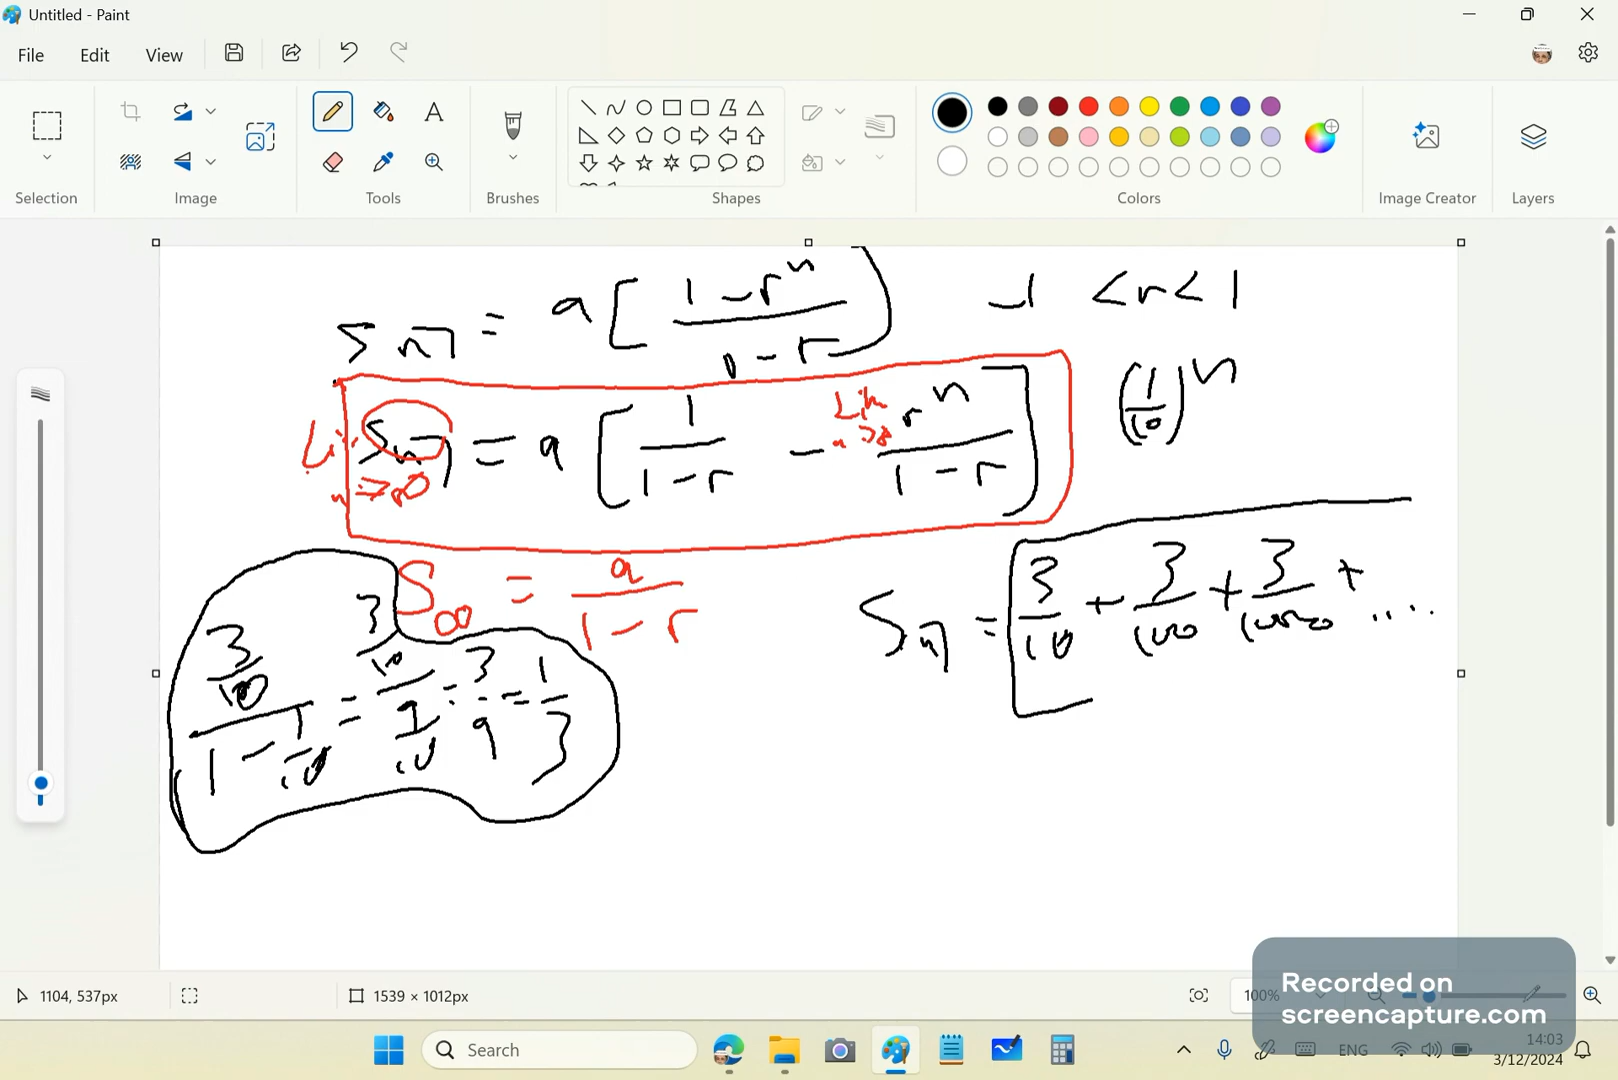 Untitled - Paint
File Edit View
Selection Image Tools Brushes Shapes Colors Image Creator Layers
Sn = a [ (1 - r^n) / (1 - r) ] -1 < r < 1
Lim n->∞ Sn = a [ 1/(1 - r) - Lim n->∞ r^n/(1 - r) ] (1/10)^n
S∞ = a/(1 - r)
Sn = 3/10 + 3/100 + 3/1000 + ....
(3/10)/(1 - 1/10) = (3/10)/(9/10) = 3/9 = 1/3
Recorded on
screencapture.com
1104, 537px 1539 × 1012px 100%
Search
ENG
14:03
3/12/2024